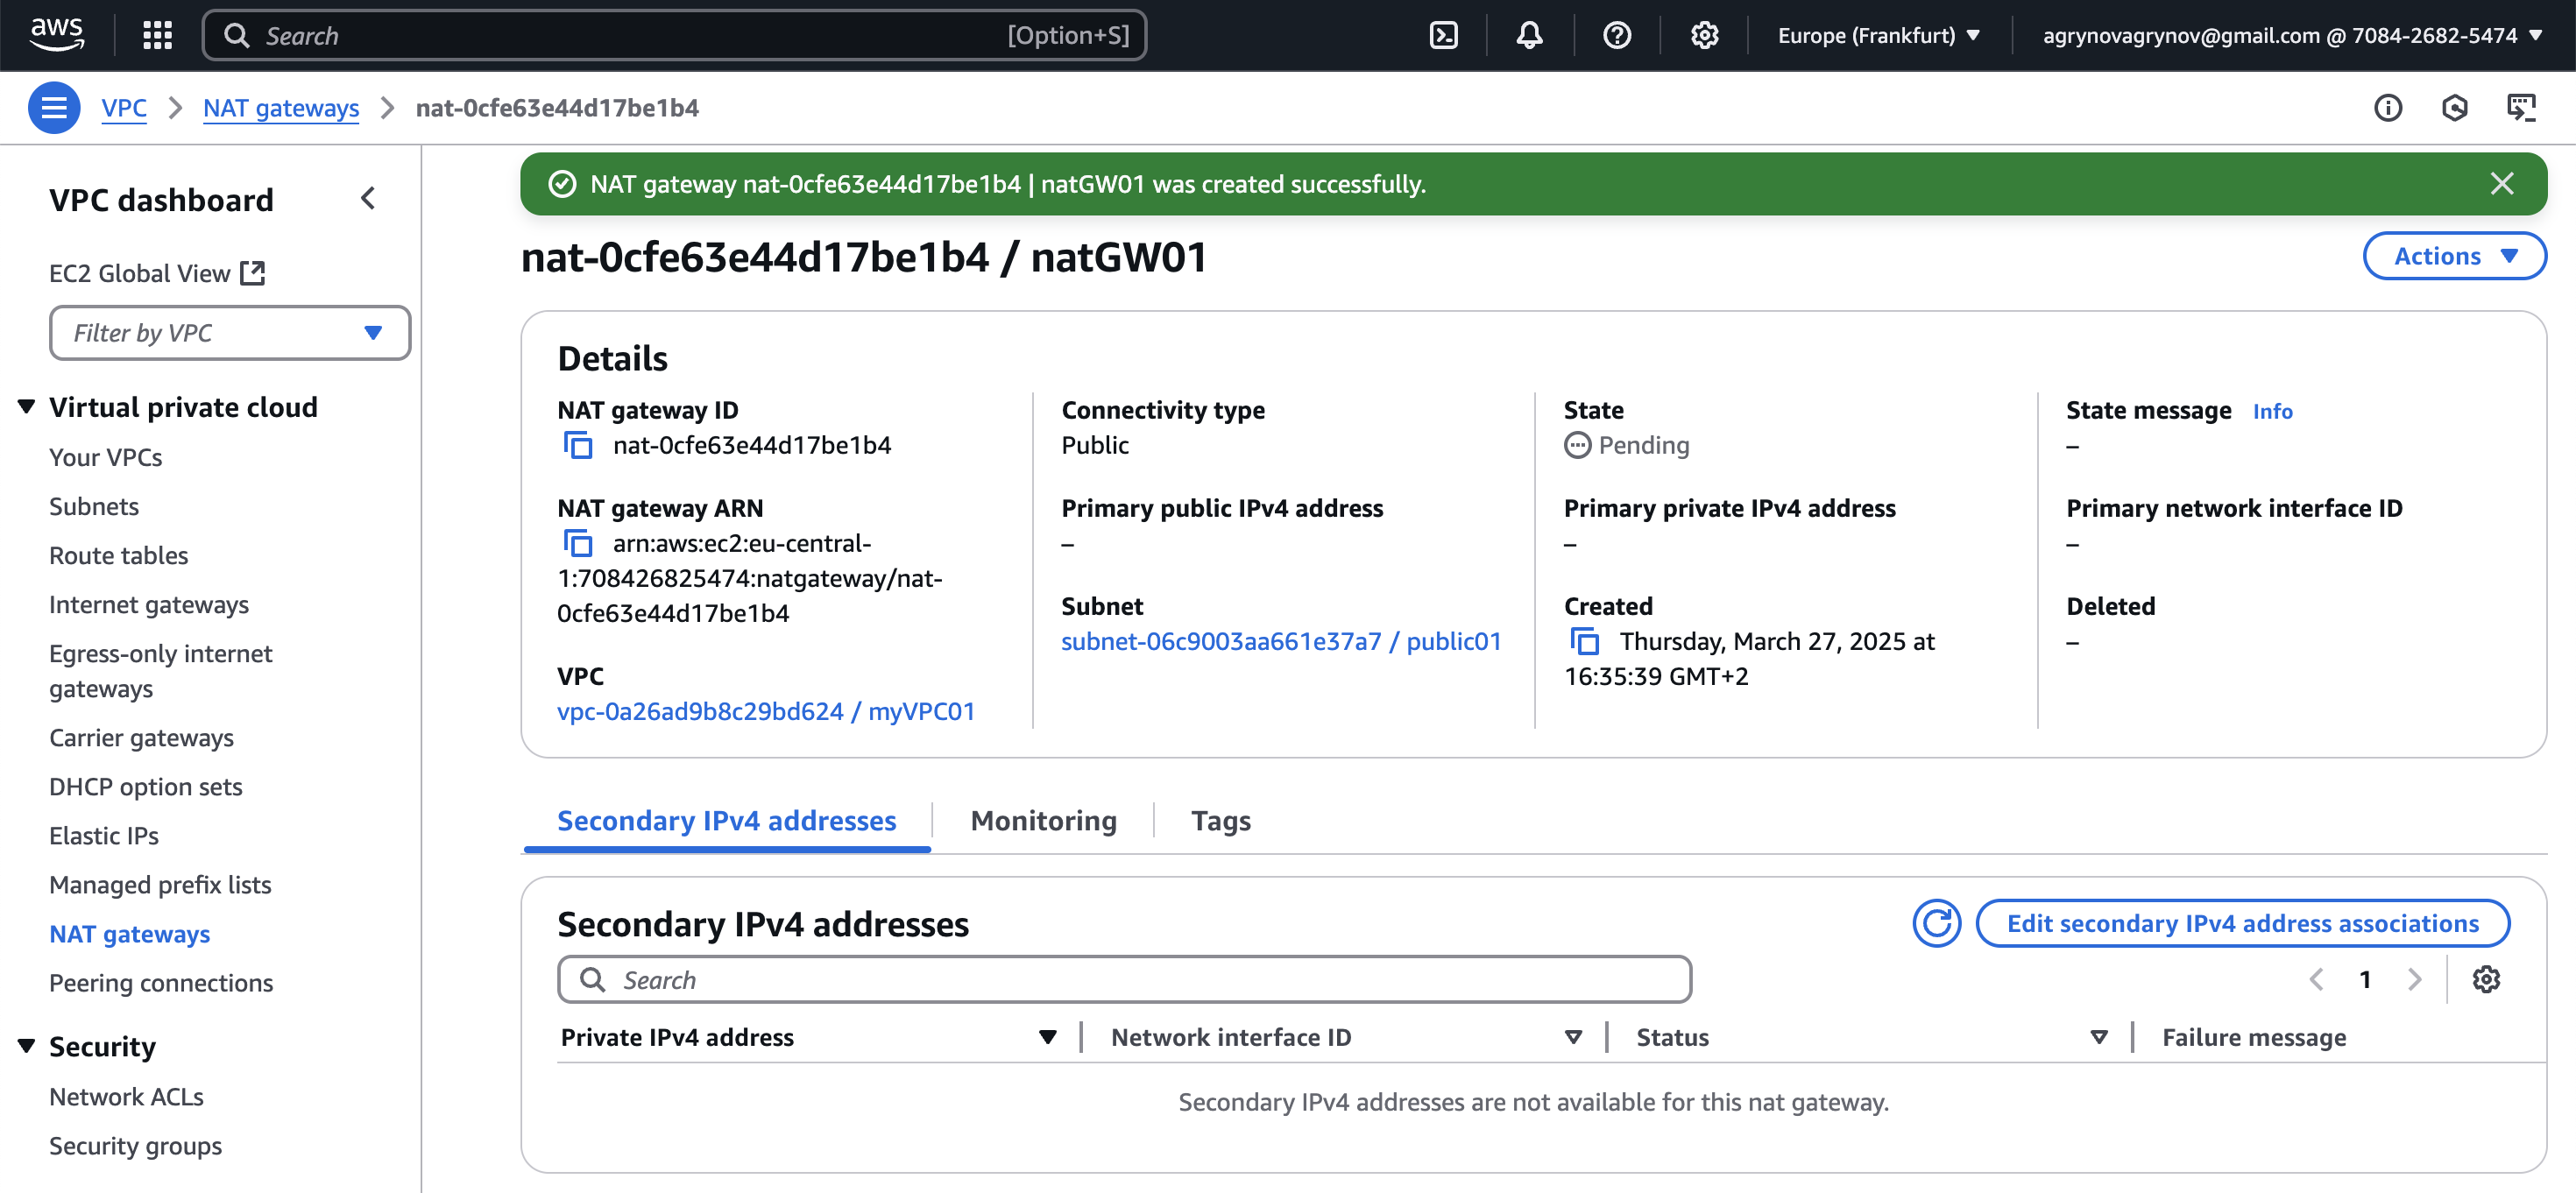 aws
Search
[Option+S]
Europe (Frankfurt)
agrynovagrynov@gmail.com @ 7084-2682-5474
VPC
NAT gateways
nat-0cfe63e44d17be1b4
VPC dashboard
EC2 Global View
Filter by VPC
Virtual private cloud
Your VPCs
Subnets
Route tables
Internet gateways
Egress-only internet
gateways
Carrier gateways
DHCP option sets
Elastic IPs
Managed prefix lists
NAT gateways
Peering connections
Security
Network ACLs
Security groups
NAT gateway nat-0cfe63e44d17be1b4 | natGW01 was created successfully.
nat-0cfe63e44d17be1b4 / natGW01
Actions
Details
NAT gateway ID
nat-0cfe63e44d17be1b4
NAT gateway ARN
arn:aws:ec2:eu-central-
1:708426825474:natgateway/nat-
0cfe63e44d17be1b4
VPC
vpc-0a26ad9b8c29bd624 / myVPC01
Connectivity type
Public
Primary public IPv4 address
–
Subnet
subnet-06c9003aa661e37a7 / public01
State
Pending
Primary private IPv4 address
–
Created
Thursday, March 27, 2025 at
16:35:39 GMT+2
State message Info
–
Primary network interface ID
–
Deleted
–
Secondary IPv4 addresses
Monitoring
Tags
Secondary IPv4 addresses
Edit secondary IPv4 address associations
Search
1
Private IPv4 address
Network interface ID
Status
Failure message
Secondary IPv4 addresses are not available for this nat gateway.